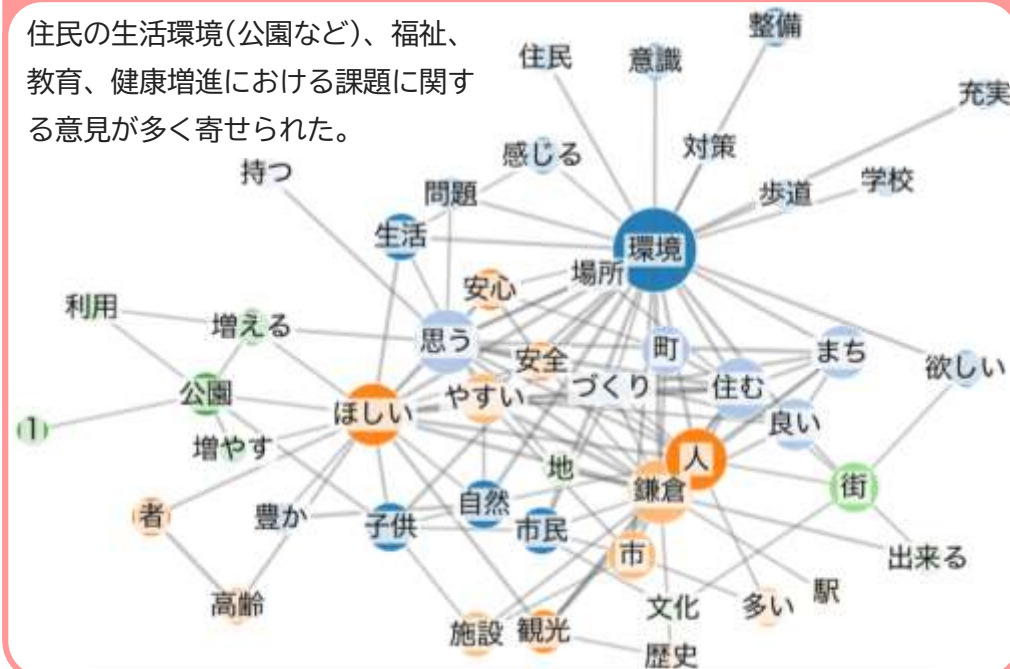 住民の生活環境(公園など)、福祉、
教育、健康増進における課題に関す
る意見が多く寄せられた。
整備
住民
意識
充実
対策
感じる
持つ
問題
歩道
学校
生活
環境
場所
安心
利用
増える
思う
町
まち
安全
欲しい
公園
やすい
づくり
住む
ほしい
良い
1
増やす
人
地
鎌倉
街
者
豊か
子供
自然
市民
市
出来る
高齢
文化
多い
駅
施設
観光
歴史